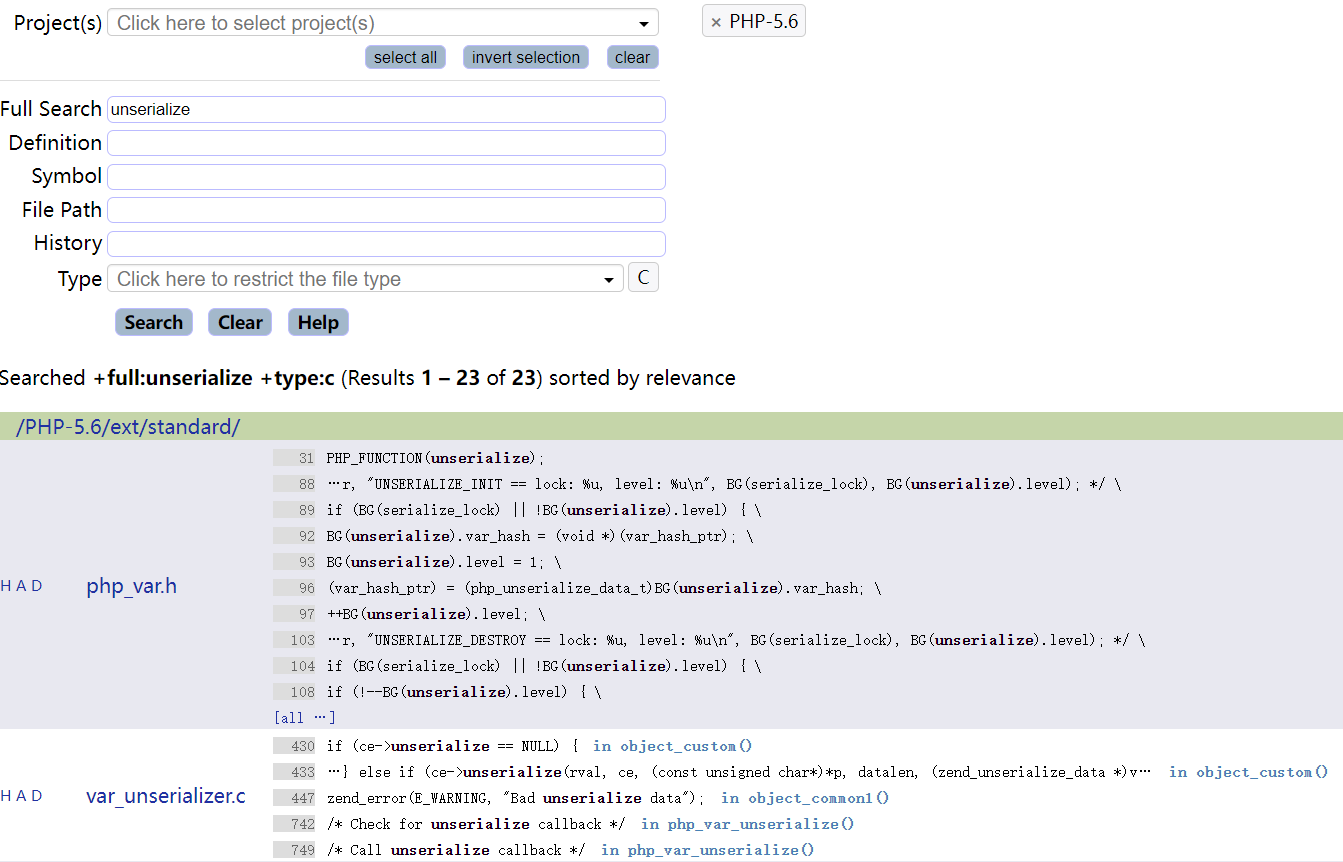 Project(s) Click here to select project(s) × PHP-5.6
select all invert selection clear
Full Search unserialize
Definition
Symbol
File Path
History
Type Click here to restrict the file type C
Search Clear Help
Searched +full:unserialize +type:c (Results 1 – 23 of 23) sorted by relevance
/PHP-5.6/ext/standard/
H A D php_var.h
31 PHP_FUNCTION(unserialize);
88 …r, "UNSERIALIZE_INIT == lock: %u, level: %u\n", BG(serialize_lock), BG(unserialize).level); */ \
89 if (BG(serialize_lock) || !BG(unserialize).level) { \
92 BG(unserialize).var_hash = (void *)(var_hash_ptr); \
93 BG(unserialize).level = 1; \
96 (var_hash_ptr) = (php_unserialize_data_t)BG(unserialize).var_hash; \
97 ++BG(unserialize).level; \
103 …r, "UNSERIALIZE_DESTROY == lock: %u, level: %u\n", BG(serialize_lock), BG(unserialize).level); */ \
104 if (BG(serialize_lock) || !BG(unserialize).level) { \
108 if (!--BG(unserialize).level) { \
[all …]
H A D var_unserializer.c
430 if (ce->unserialize == NULL) { in object_custom()
433 …} else if (ce->unserialize(rval, ce, (const unsigned char*)*p, datalen, (zend_unserialize_data *)v… in object_custom()
447 zend_error(E_WARNING, "Bad unserialize data"); in object_common1()
742 /* Check for unserialize callback */ in php_var_unserialize()
749 /* Call unserialize callback */ in php_var_unserialize()